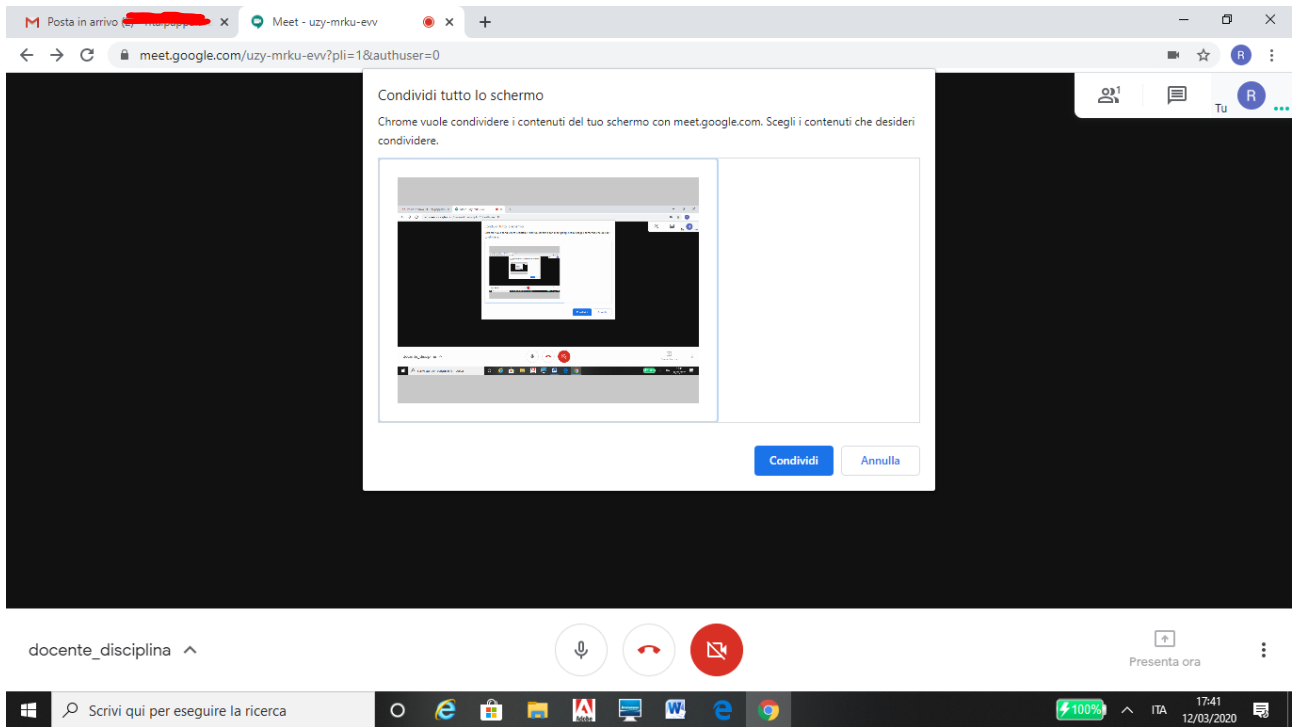 Posta in arrivo
Meet - uzy-mrku-evv
meet.google.com/uzy-mrku-evv?pli=1&authuser=0
R
Condividi tutto lo schermo
Chrome vuole condividere i contenuti del tuo schermo con meet.google.com. Scegli i contenuti che desideri
condividere.
1
Tu
R
Condividi
Annulla
docente_disciplina
Presenta ora
Scrivi qui per eseguire la ricerca
Adobe
100%
ITA
17:41
12/03/2020